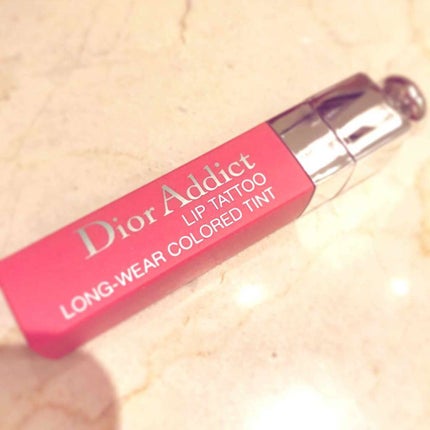 Dior Addict
LIP TATTOO
LONG-WEAR COLORED TINT